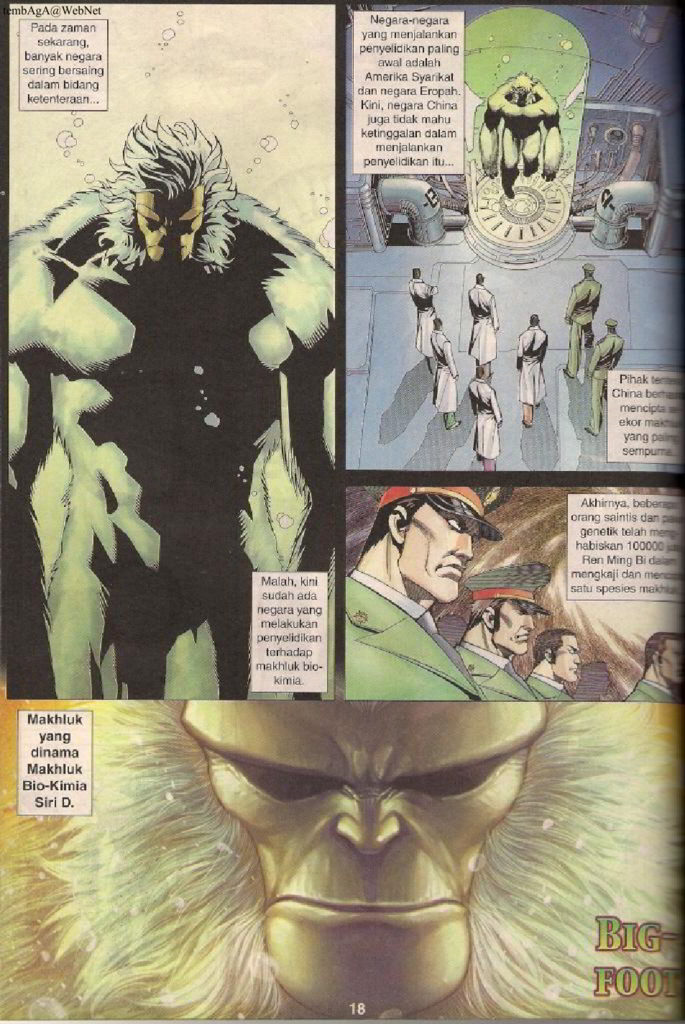 tembAgA@WebNet
Pada zaman
sekarang,
banyak negara
sering bersaing
dalam bidang
ketenteraan...
Malah, kini
sudah ada
negara yang
melakukan
penyelidikan
terhadap
makhluk bio-
kimia.
Negara-negara
yang menjalankan
penyelidikan paling
awal adalah
Amerika Syarikat
dan negara Eropah.
Kini, negara China
juga tidak mahu
ketinggalan dalam
menjalankan
penyelidikan itu...
Pihak
China
mencipta
ekor
yang
sempurna
Akhirnya,
orang saintis dan
genetik telah
habiskan 100000
Ren Ming Bi
mengkaji dan
satu spesies
Makhluk
yang
dinama
Makhluk
Bio-Kimia
Siri D.
BIG-
FOOT
18